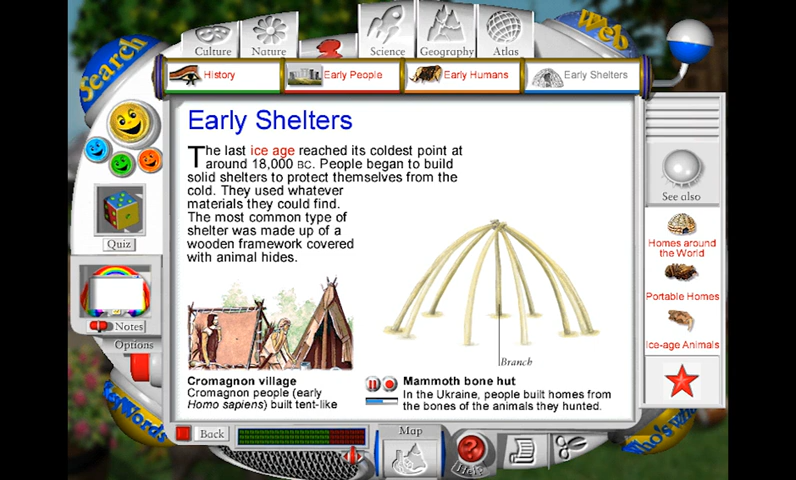 Culture
Nature
Science
Geography
Atlas
Search
Web
History
Early People
Early Humans
Early Shelters
Early Shelters
The last ice age reached its coldest point at
around 18,000 BC. People began to build
solid shelters to protect themselves from the
cold. They used whatever
materials they could find.
The most common type of
shelter was made up of a
wooden framework covered
with animal hides.
Quiz
Notes
Options
See also
Homes around
the World
Portable Homes
Ice-age Animals
Branch
Cromagnon village
Cromagnon people (early
Homo sapiens) built tent-like
Mammoth bone hut
In the Ukraine, people built homes from
the bones of the animals they hunted.
Words
Back
Map
Help
Who's who